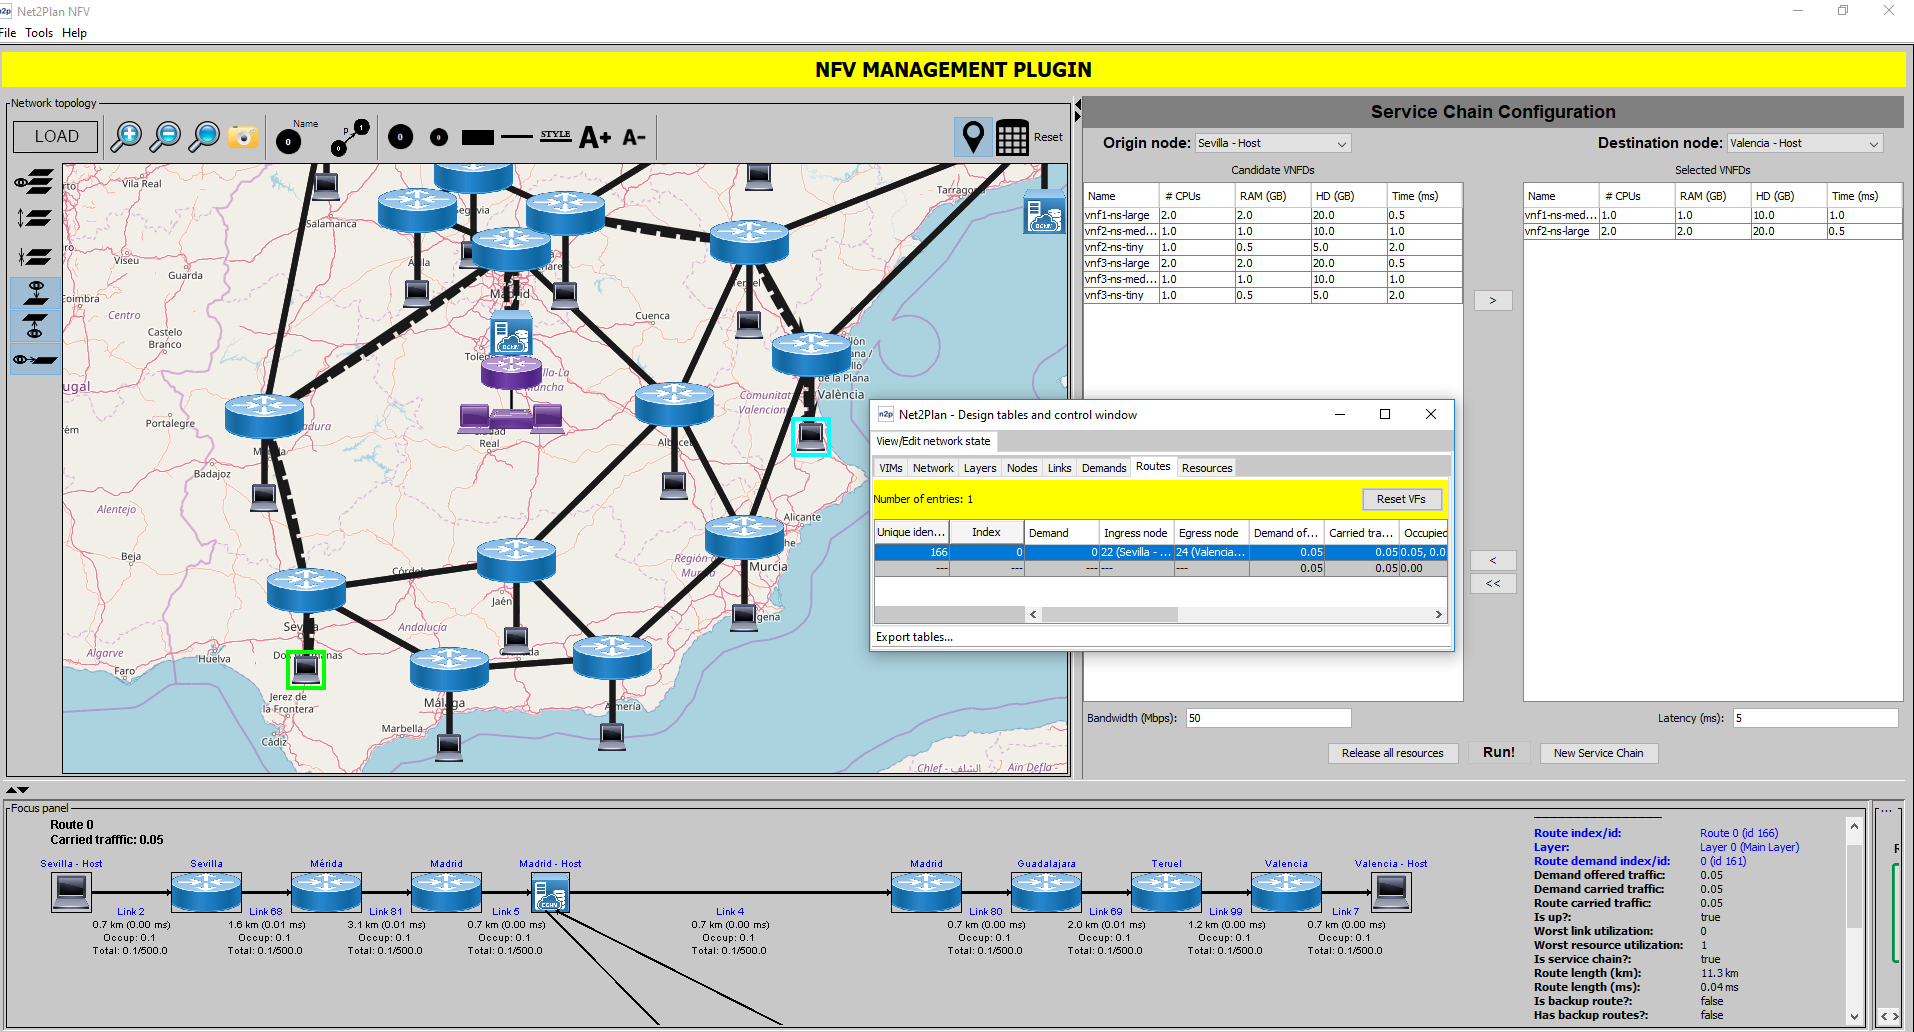 n2p Net2Plan NFV
File Tools Help
NFV MANAGEMENT PLUGIN
Network topology
LOAD
Name
0
p
1
0
0
0
STYLE
A+ A-
Reset
Vila Real
Salamanca
Segovia
Ávila
Viseu
Guarda
Coimbra
Centro
Castelo
Branco
Madrid
Cuenca
Teruel
Tarragona
Toledo
Castilla-La
Mancha
Ciudad
Real
Comunitat
Valenciana
de la Plana
València
Portugal
Portalegre
Mérida
Badajoz
Alentejo
Beja
Albacete
Alicante
Región de
Murcia
Murcia
Córdoba
Jaén
Andalucía
Sevilla
Dos Hermanas
Granada
Algarve
Faro
Huelva
Jerez de
la Frontera
Cádiz
Málaga
Marbella
Almería
Chlef - الشلف
Aïn Defla -
Service Chain Configuration
Origin node: Sevilla - Host
Destination node: Valencia - Host
Candidate VNFDs
Selected VNFDs
Name # CPUs RAM (GB) HD (GB) Time (ms)
vnf1-ns-large 2.0 2.0 20.0 0.5
vnf2-ns-med... 1.0 1.0 10.0 1.0
vnf2-ns-tiny 1.0 0.5 5.0 2.0
vnf3-ns-large 2.0 2.0 20.0 0.5
vnf3-ns-med... 1.0 1.0 10.0 1.0
vnf3-ns-tiny 1.0 0.5 5.0 2.0
Name # CPUs RAM (GB) HD (GB) Time (ms)
vnf1-ns-med... 1.0 1.0 10.0 1.0
vnf2-ns-large 2.0 2.0 20.0 0.5
>
<
<<
n2p Net2Plan - Design tables and control window
View/Edit network state
VIMs Network Layers Nodes Links Demands Routes Resources
Number of entries: 1
Reset VFs
Unique iden... Index Demand Ingress node Egress node Demand of... Carried tra... Occupied
166 0 0 22 (Sevilla - ... 24 (Valencia... 0.05 0.05 0.05, 0.0
--- --- --- --- --- 0.05 0.05 0.00
Export tables...
Bandwidth (Mbps): 50
Latency (ms): 5
Release all resources
Run!
New Service Chain
Focus panel
Route 0
Carried trafffic: 0.05
Sevilla - Host Sevilla Mérida Madrid Madrid - Host Madrid Guadalajara Teruel Valencia Valencia - Host
Link 2 Link 68 Link 81 Link 5 Link 4 Link 80 Link 69 Link 99 Link 7
0.7 km (0.00 ms) 1.6 km (0.01 ms) 3.1 km (0.01 ms) 0.7 km (0.00 ms) 0.7 km (0.00 ms) 0.7 km (0.00 ms) 2.0 km (0.01 ms) 1.2 km (0.00 ms) 0.7 km (0.00 ms)
Occup: 0.1 Occup: 0.1 Occup: 0.1 Occup: 0.1 Occup: 0.1 Occup: 0.1 Occup: 0.1 Occup: 0.1 Occup: 0.1
Total: 0.1/500.0 Total: 0.1/500.0 Total: 0.1/500.0 Total: 0.1/500.0 Total: 0.1/500.0 Total: 0.1/500.0 Total: 0.1/500.0 Total: 0.1/500.0 Total: 0.1/500.0
Route index/id: Route 0 (id 166)
Layer: Layer 0 (Main Layer)
Route demand index/id: 0 (id 161)
Demand offered traffic: 0.05
Demand carried traffic: 0.05
Route carried traffic: 0.05
Is up?: true
Worst link utilization: 0
Worst resource utilization: 1
Is service chain?: true
Route length (km): 11.3 km
Route length (ms): 0.04 ms
Is backup route?: false
Has backup routes?: false